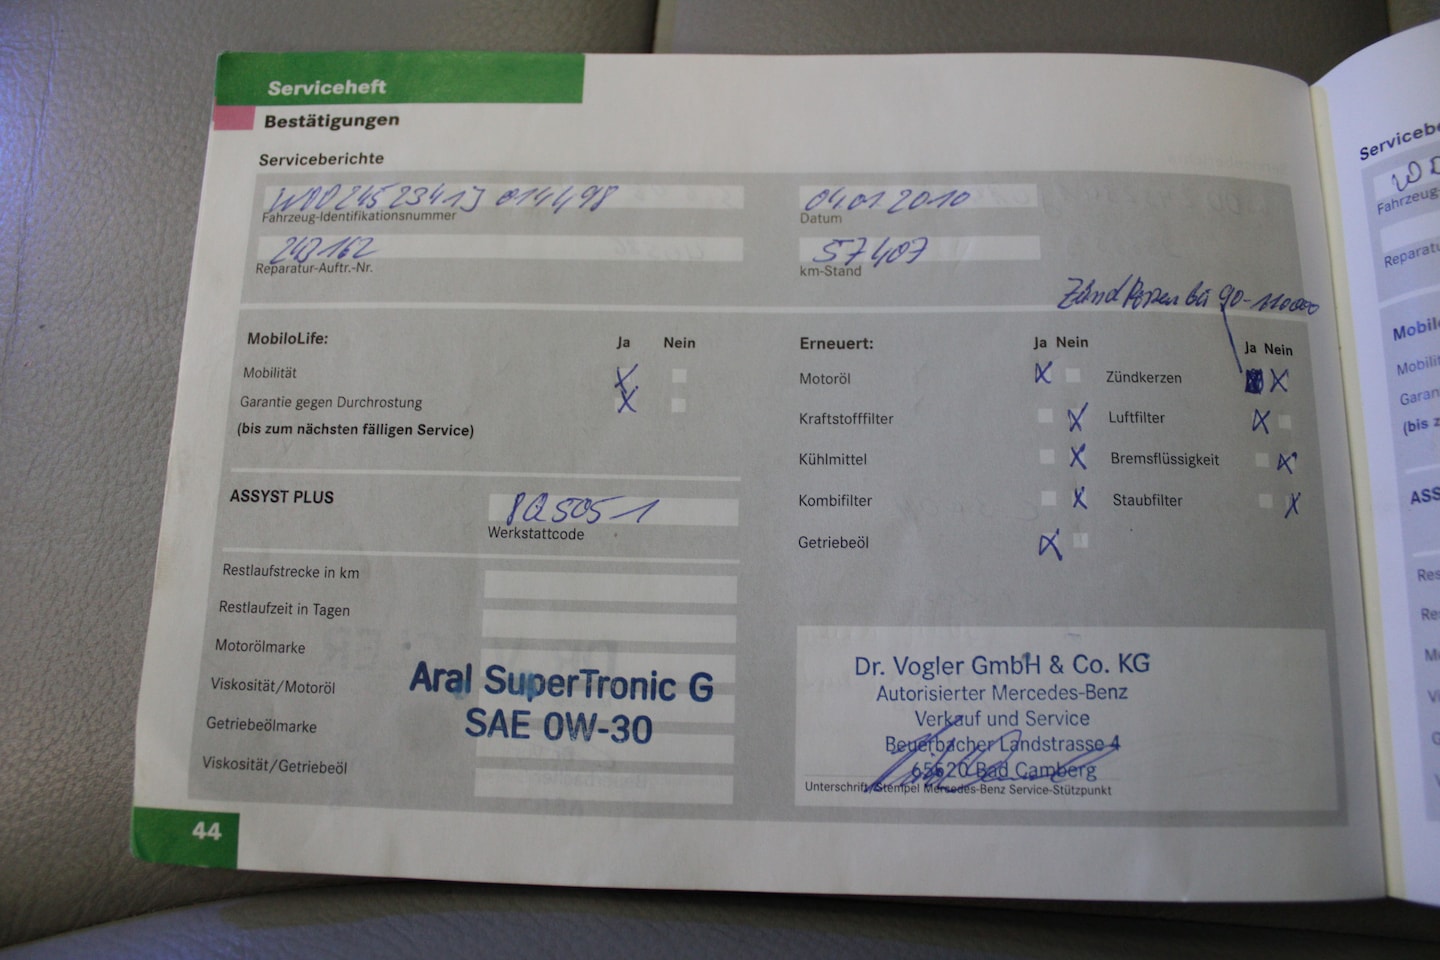 Serviceheft
Bestätigungen
Serviceberichte
WDD2452341J014498
Fahrzeug-Identifikationsnummer
04.01.2010
Datum
243162
Reparatur-Auftr.-Nr.
57407
km-Stand
90-110000
MobiloLife:
Ja Nein
Mobilität
Garantie gegen Durchrostung
(bis zum nächsten fälligen Service)
ASSYST PLUS
Werkstattcode
Restlaufstrecke in km
Restlaufzeit in Tagen
Motorölmarke
Viskosität/Motoröl
Getriebeölmarke
Viskosität/Getriebeöl
Aral SuperTronic G
SAE 0W-30
Erneuert:
Ja Nein
Ja Nein
Motoröl
Zündkerzen
Kraftstofffilter
Luftfilter
Kühlmittel
Bremsflüssigkeit
Kombifilter
Staubfilter
Getriebeöl
Dr. Vogler GmbH & Co. KG
Autorisierter Mercedes-Benz
Verkauf und Service
Beuerbacher Landstrasse 4
65520 Bad Camberg
Unterschrift/Stempel Mercedes-Benz Service-Stützpunkt
44